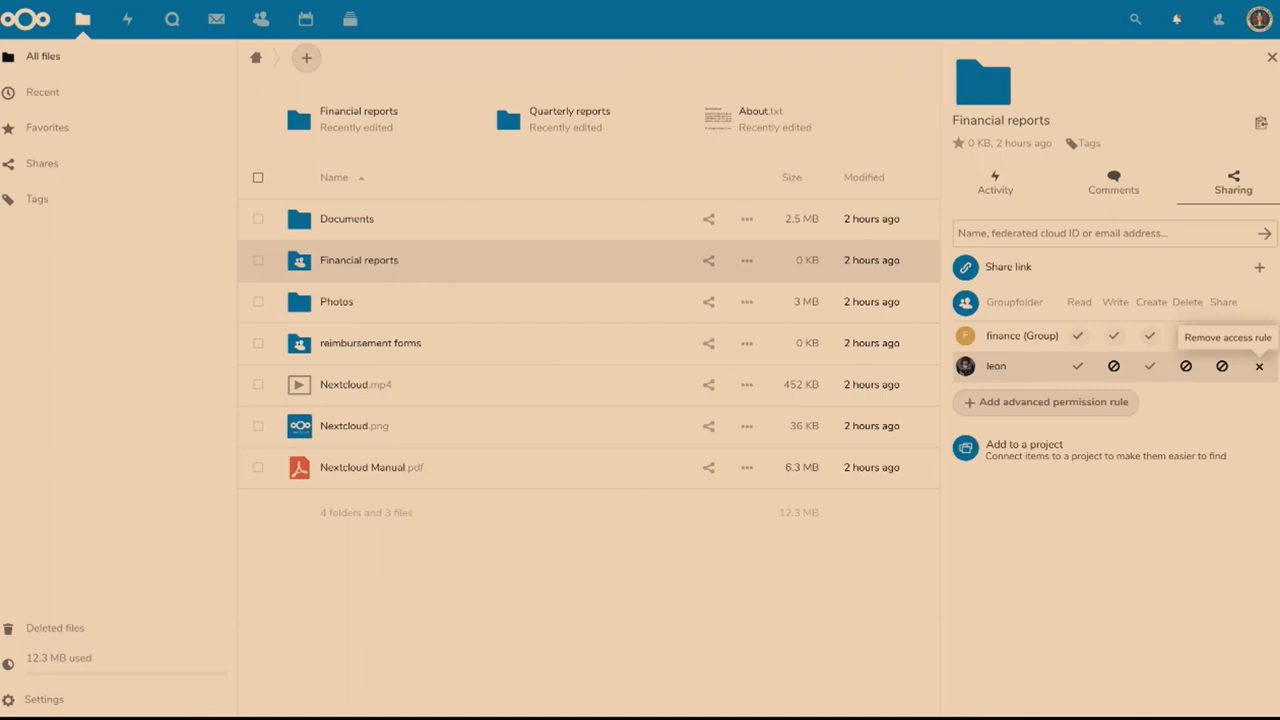 All files
Recent
Favorites
Shares
Tags
Deleted files
12.3 MB used
Settings
Financial reports
Recently edited
Quarterly reports
Recently edited
About.txt
Recently edited
Name Size Modified
Documents 2.5 MB 2 hours ago
Financial reports 0 KB 2 hours ago
Photos 3 MB 2 hours ago
reimbursement forms 0 KB 2 hours ago
Nextcloud.mp4 452 KB 2 hours ago
Nextcloud.png 36 KB 2 hours ago
Nextcloud Manual.pdf 6.3 MB 2 hours ago
4 folders and 3 files 12.3 MB
Financial reports
0 KB, 2 hours ago Tags
Activity Comments Sharing
Name, federated cloud ID or email address...
Share link
Groupfolder Read Write Create Delete Share
F finance (Group)
Remove access rule
leon
Add advanced permission rule
Add to a project
Connect items to a project to make them easier to find